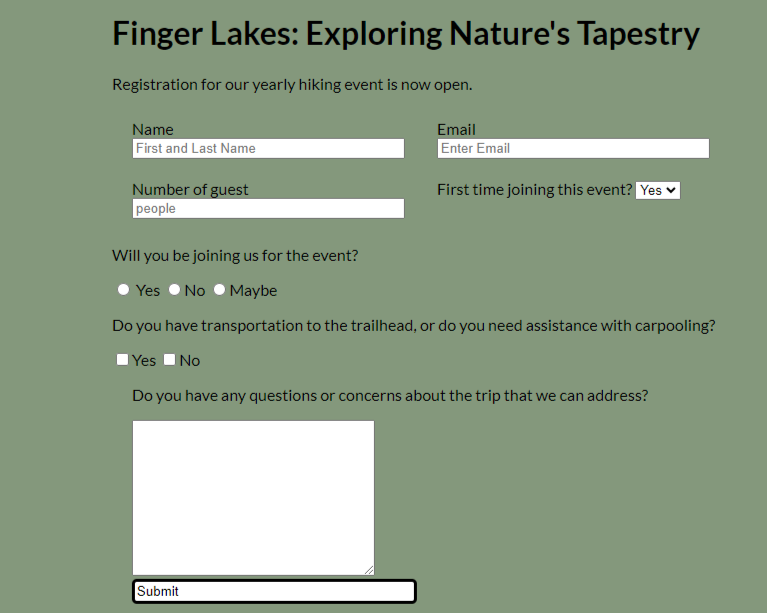 Finger Lakes: Exploring Nature's Tapestry
Registration for our yearly hiking event is now open.
Name Email
First and Last Name Enter Email
Number of guest First time joining this event? Yes
people
Will you be joining us for the event?
Yes No Maybe
Do you have transportation to the trailhead, or do you need assistance with carpooling?
Yes No
Do you have any questions or concerns about the trip that we can address?
Submit